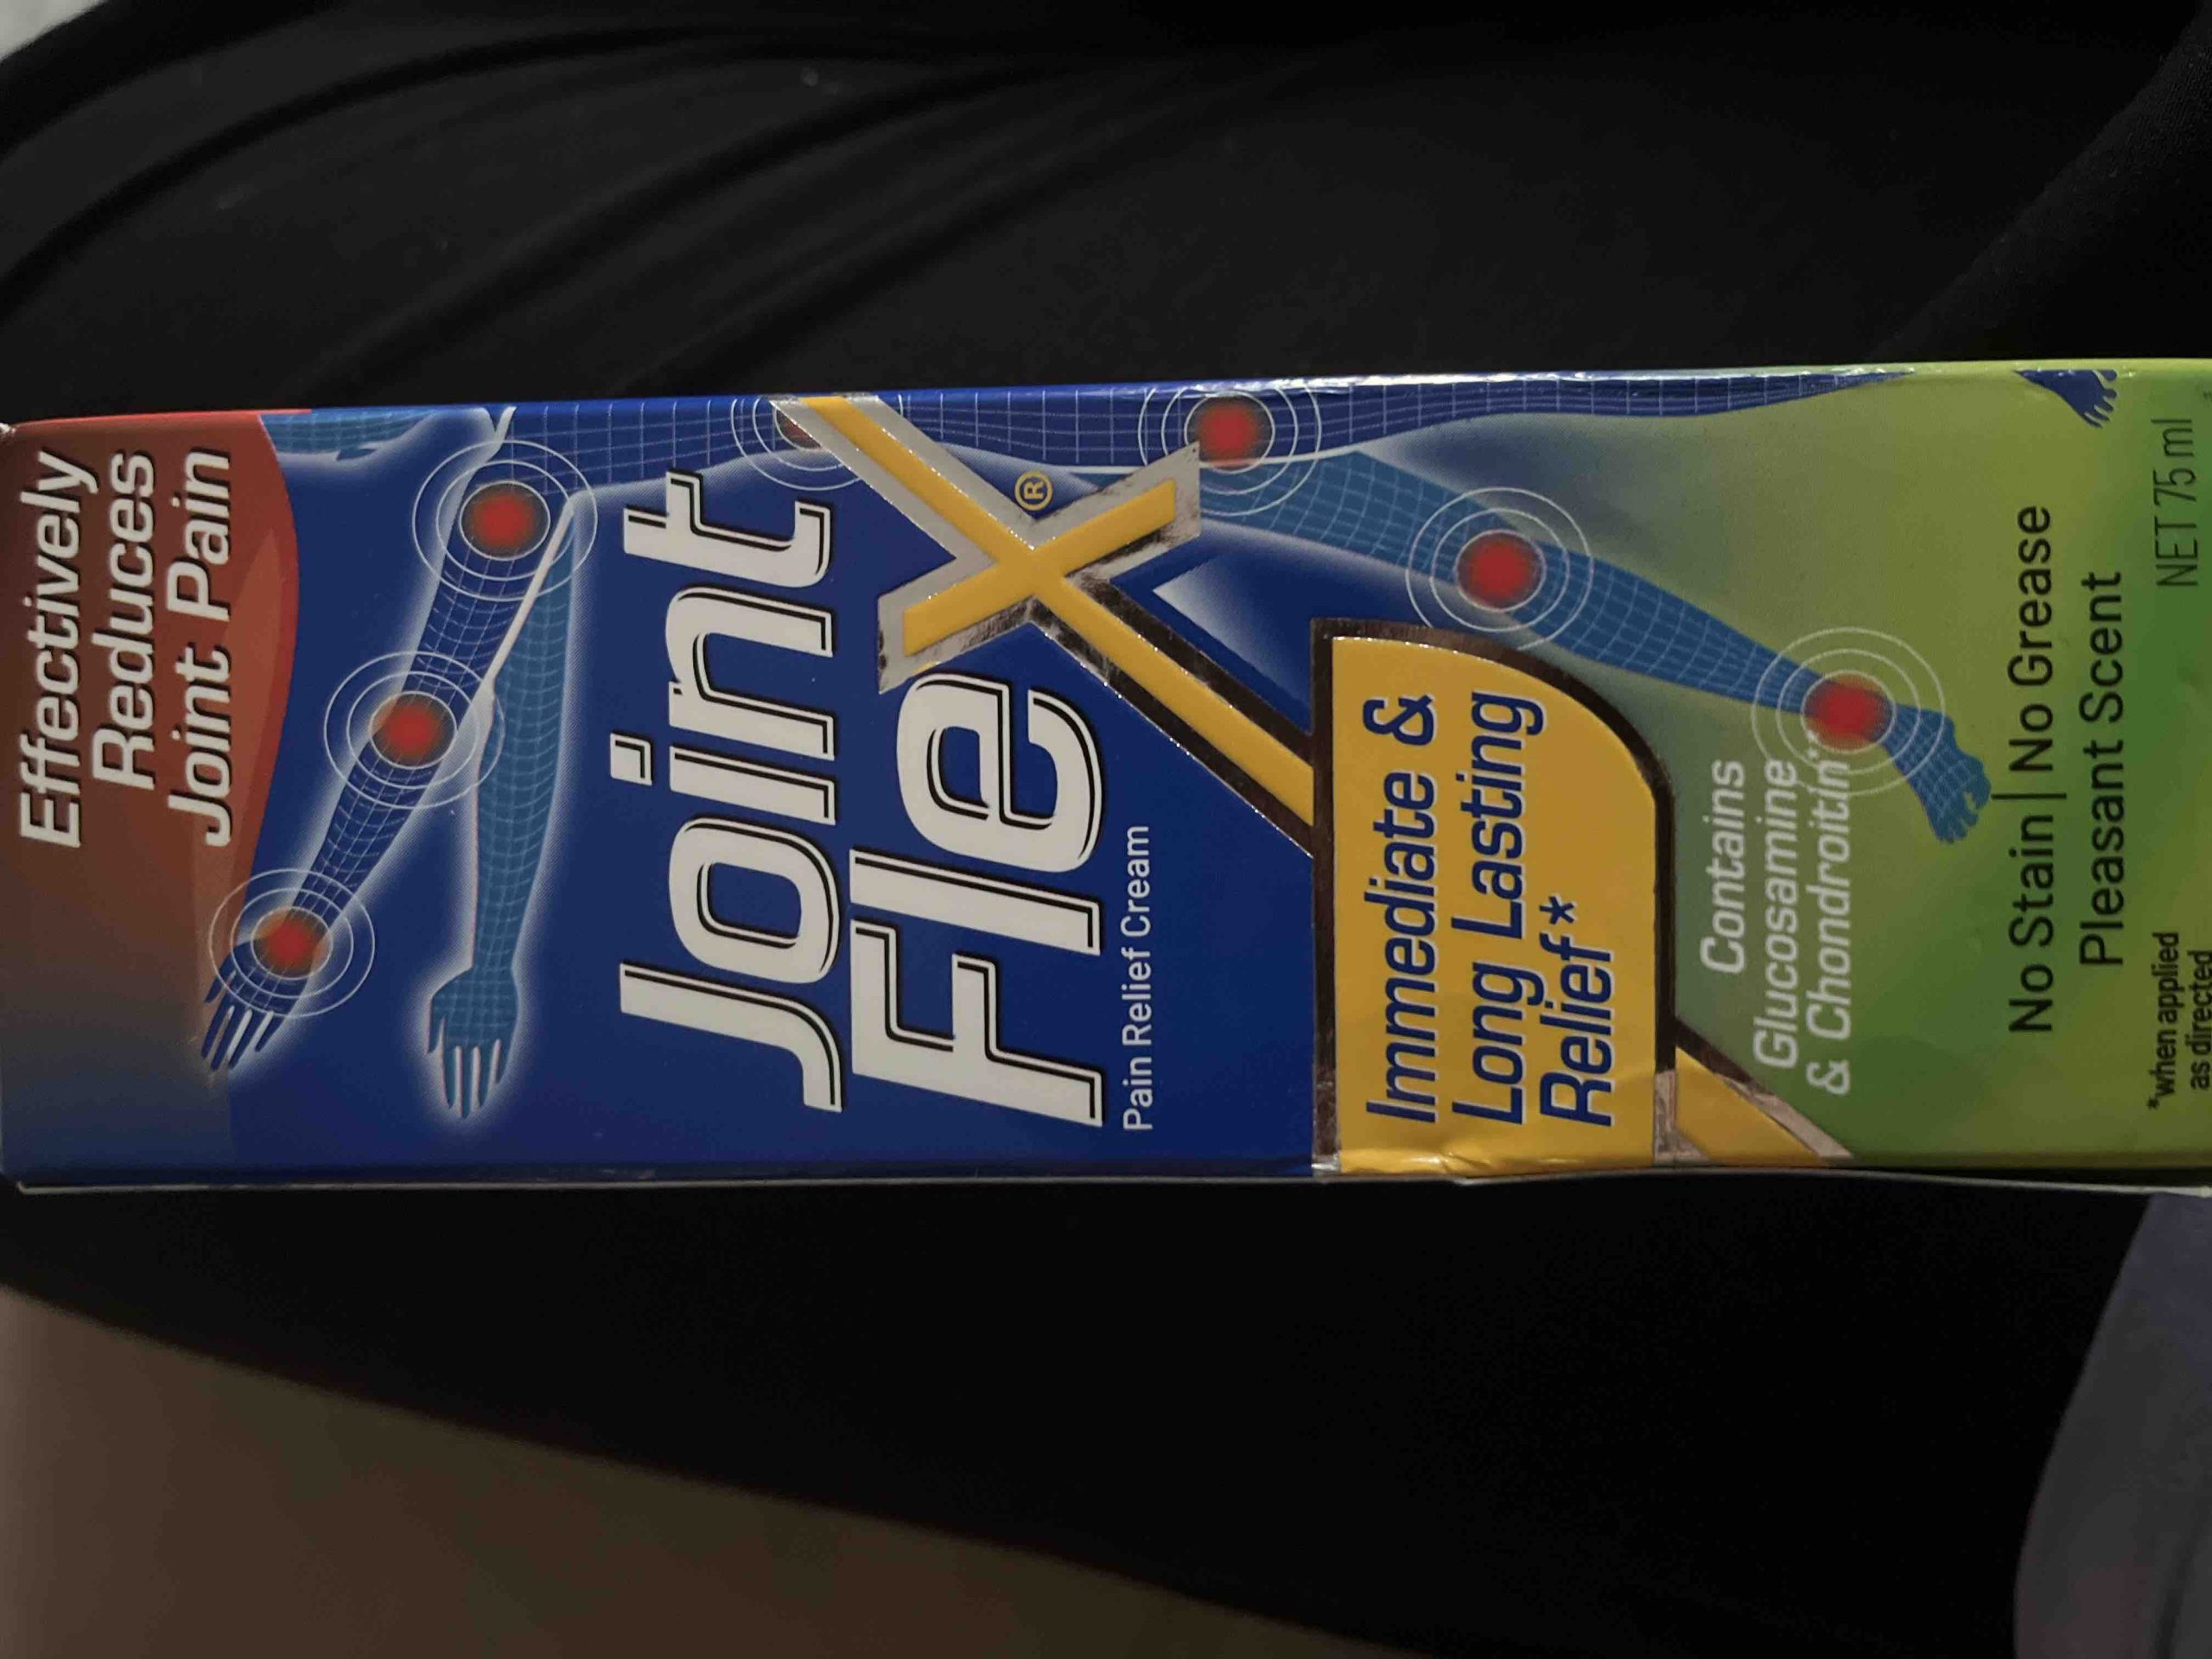 Effectively
Reduces
Joint Pain
Joint
FleX®
Pain Relief Cream
Immediate &
Long Lasting
Relief*
Contains
Glucosamine
& Chondroitin**
No Stain | No Grease
Pleasant Scent
*when applied
as directed
NET 75 ml